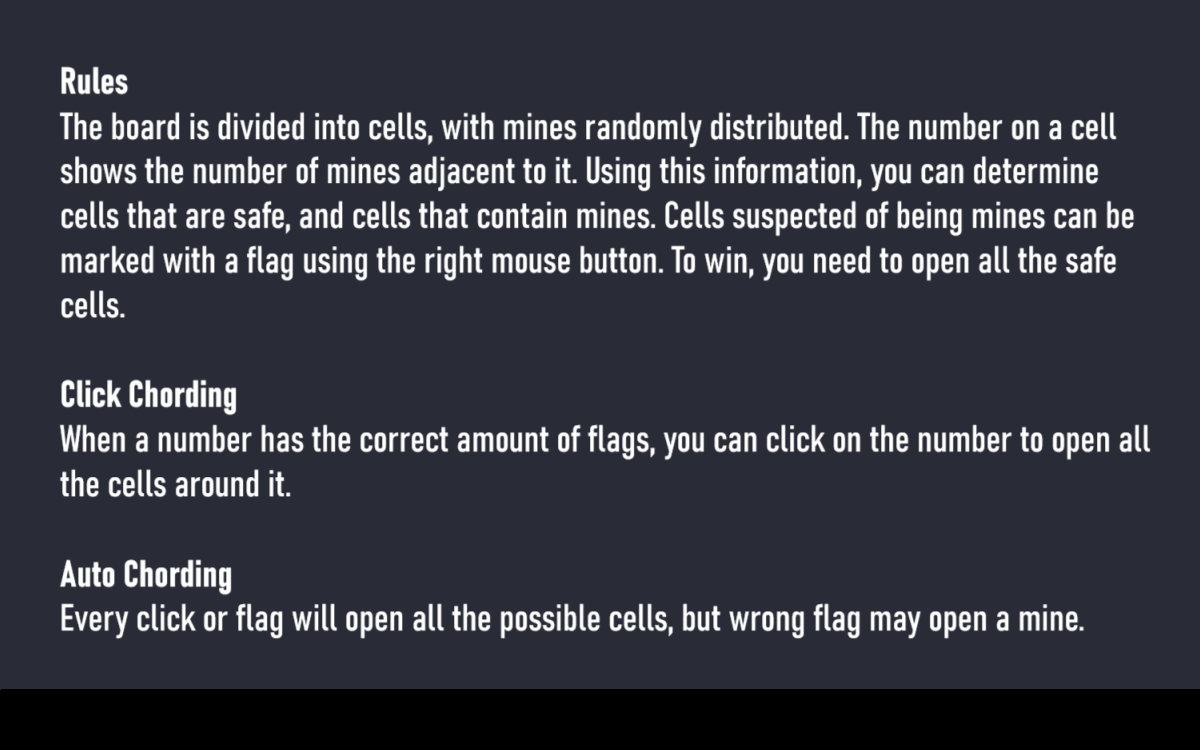 Rules
The board is divided into cells, with mines randomly distributed. The number on a cell
shows the number of mines adjacent to it. Using this information, you can determine
cells that are safe, and cells that contain mines. Cells suspected of being mines can be
marked with a flag using the right mouse button. To win, you need to open all the safe
cells.
Click Chording
When a number has the correct amount of flags, you can click on the number to open all
the cells around it.
Auto Chording
Every click or flag will open all the possible cells, but wrong flag may open a mine.